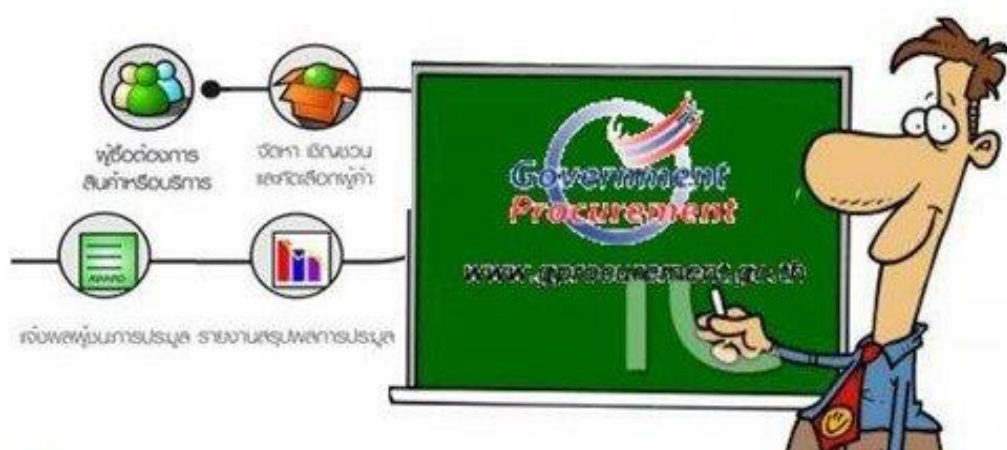 ผู้ซื้อต้องการ
สินค้าหรือบริการ
จัดหา เชิญชวน
และคัดเลือกผู้ค้า
Government
Procurement
www.gprocurement.go.th
AWARD
แจ้งผลผู้ชนะการประมูล รายงานสรุปผลการประมูล